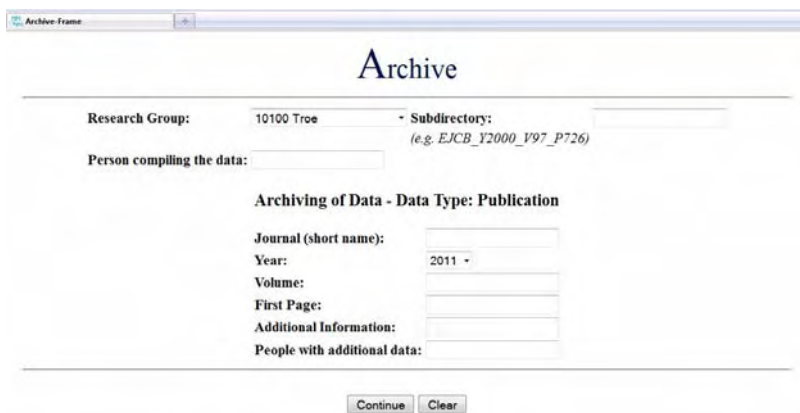 Archive-Frame
Archive
Research Group: 10100 Troe Subdirectory:
(e.g. EJCB_Y2000_V97_P726)
Person compiling the data:
Archiving of Data - Data Type: Publication
Journal (short name):
Year: 2011
Volume:
First Page:
Additional Information:
People with additional data:
Continue Clear